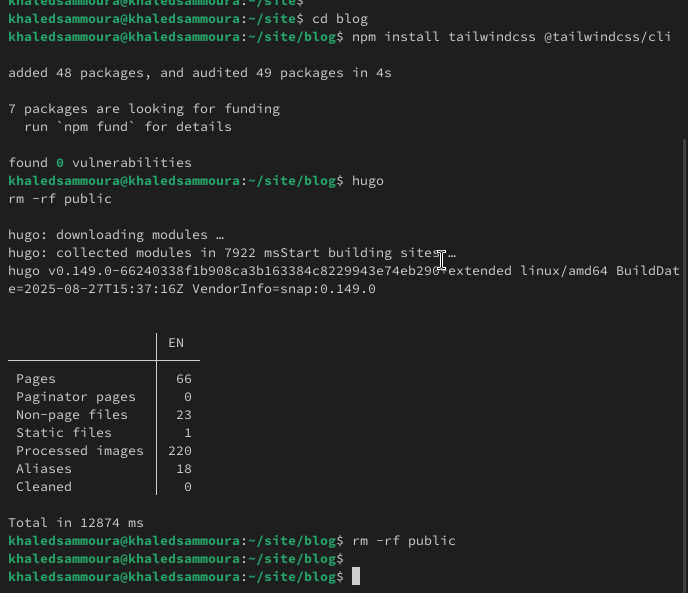 khaledsammoura@khaledsammoura:~/site$
khaledsammoura@khaledsammoura:~/site$ cd blog
khaledsammoura@khaledsammoura:~/site/blog$ npm install tailwindcss @tailwindcss/cli
added 48 packages, and audited 49 packages in 4s
7 packages are looking for funding
  run `npm fund` for details
found 0 vulnerabilities
khaledsammoura@khaledsammoura:~/site/blog$ hugo
rm -rf public
hugo: downloading modules …
hugo: collected modules in 7922 msStart building sites …
hugo v0.149.0-66240338f1b908ca3b163384c8229943e74eb290+extended linux/amd64 BuildDat
e=2025-08-27T15:37:16Z VendorInfo=snap:0.149.0
EN
Pages 66
Paginator pages 0
Non-page files 23
Static files 1
Processed images 220
Aliases 18
Cleaned 0
Total in 12874 ms
khaledsammoura@khaledsammoura:~/site/blog$ rm -rf public
khaledsammoura@khaledsammoura:~/site/blog$
khaledsammoura@khaledsammoura:~/site/blog$